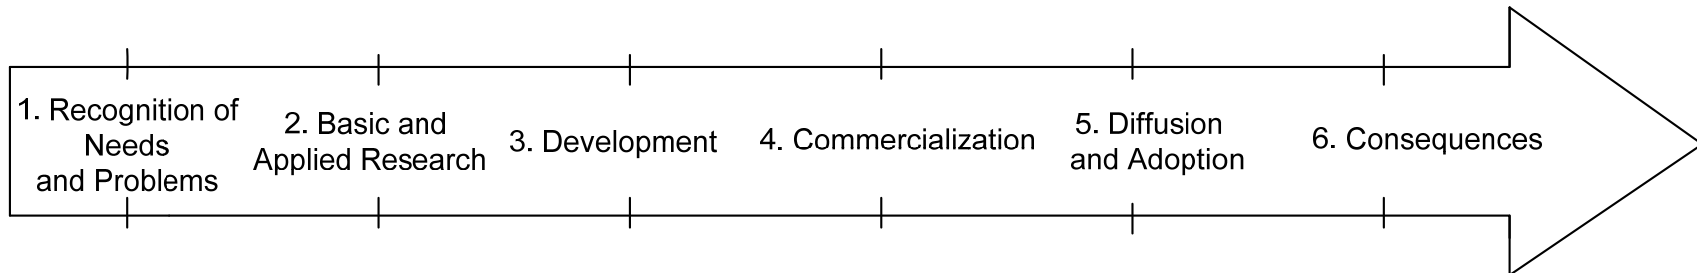 1. Recognition of
Needs
and Problems
2. Basic and
Applied Research
3. Development
4. Commercialization
5. Diffusion
and Adoption
6. Consequences